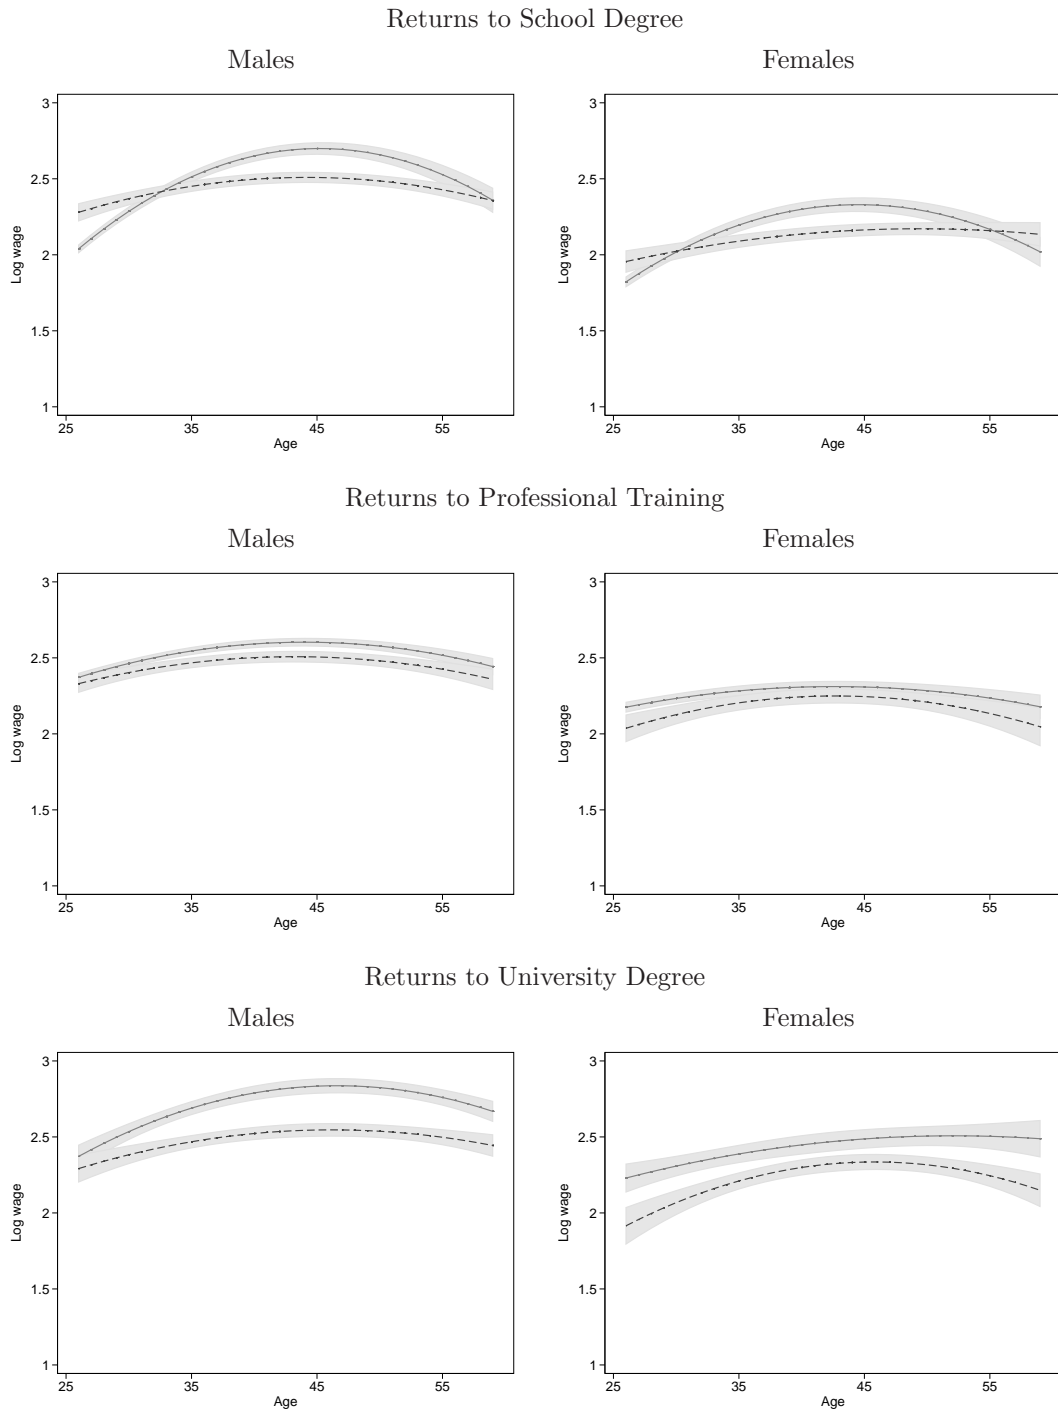 Returns to School Degree
Males
Females
3
2.5
2
1.5
1
Log wage
25 35 45 55
Age
3
2.5
2
1.5
1
Log wage
25 35 45 55
Age
Returns to Professional Training
Males
Females
3
2.5
2
1.5
1
Log wage
25 35 45 55
Age
3
2.5
2
1.5
1
Log wage
25 35 45 55
Age
Returns to University Degree
Males
Females
3
2.5
2
1.5
1
Log wage
25 35 45 55
Age
3
2.5
2
1.5
1
Log wage
25 35 45 55
Age